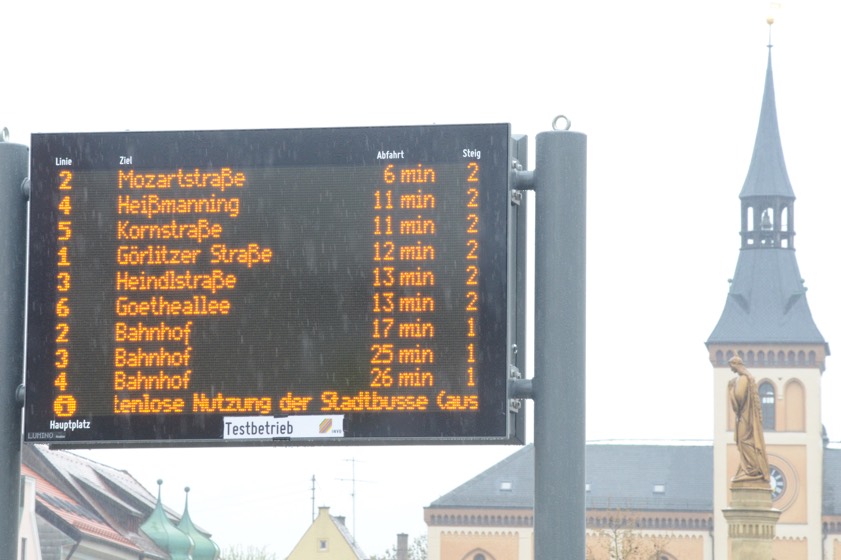 Linie Ziel Abfahrt Steig
2 Mozartstraße 6 min 2
4 Heißmanning 11 min 2
5 Kornstraße 11 min 2
1 Görlitzer Straße 12 min 2
3 Heindlstraße 13 min 2
6 Goetheallee 13 min 2
2 Bahnhof 17 min 1
3 Bahnhof 25 min 1
4 Bahnhof 26 min 1
i tenlose Nutzung der Stadtbusse (aus
Hauptplatz
Testbetrieb
LUMINO